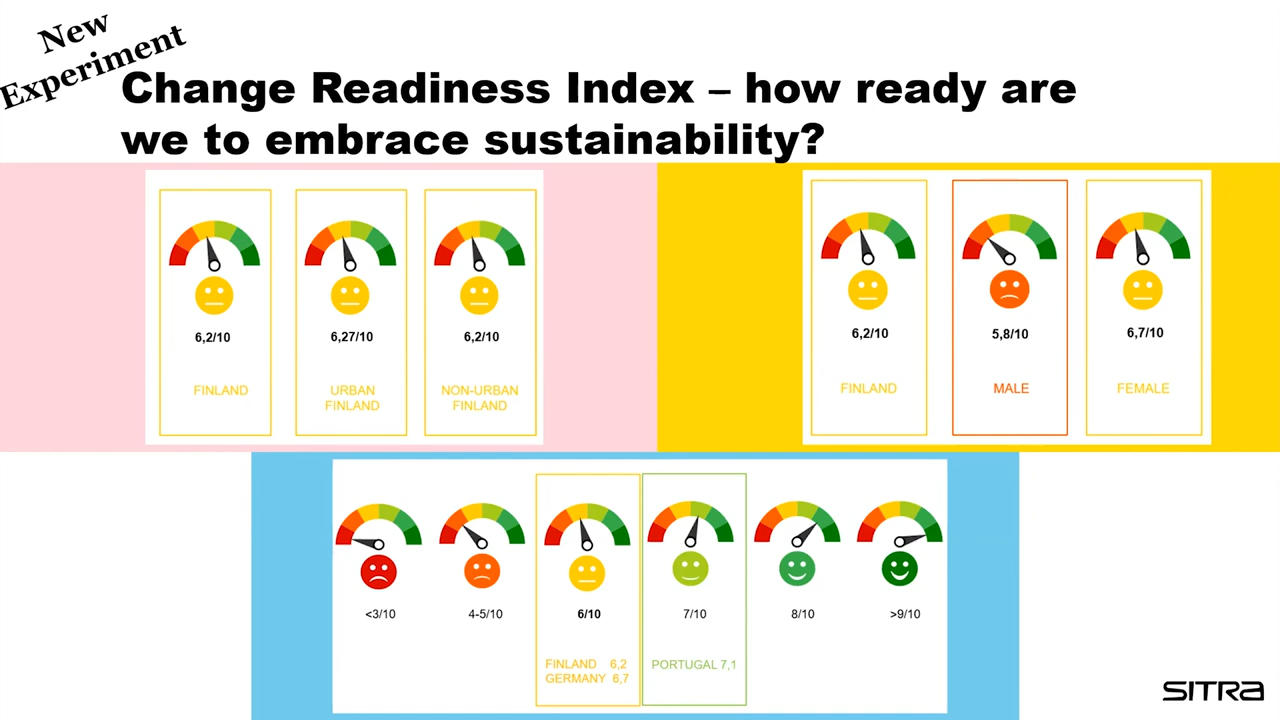 New
Experiment
Change Readiness Index – how ready are
we to embrace sustainability?
6,2/10
6,27/10
6,2/10
FINLAND
URBAN
FINLAND
NON-URBAN
FINLAND
6,2/10
5,8/10
6,7/10
FINLAND
MALE
FEMALE
<3/10
4-5/10
6/10
7/10
8/10
>9/10
FINLAND 6,2
GERMANY 6,7
PORTUGAL 7,1
SITRA